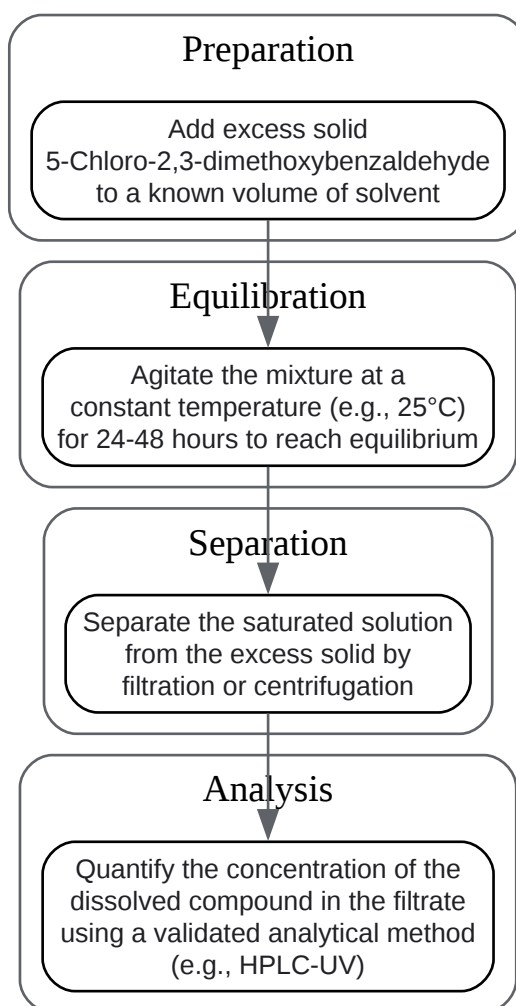 Preparation
Add excess solid
5-Chloro-2,3-dimethoxybenzaldehyde
to a known volume of solvent
Equilibration
Agitate the mixture at a
constant temperature (e.g., 25°C)
for 24-48 hours to reach equilibrium
Separation
Separate the saturated solution
from the excess solid by
filtration or centrifugation
Analysis
Quantify the concentration of the
dissolved compound in the filtrate
using a validated analytical method
(e.g., HPLC-UV)